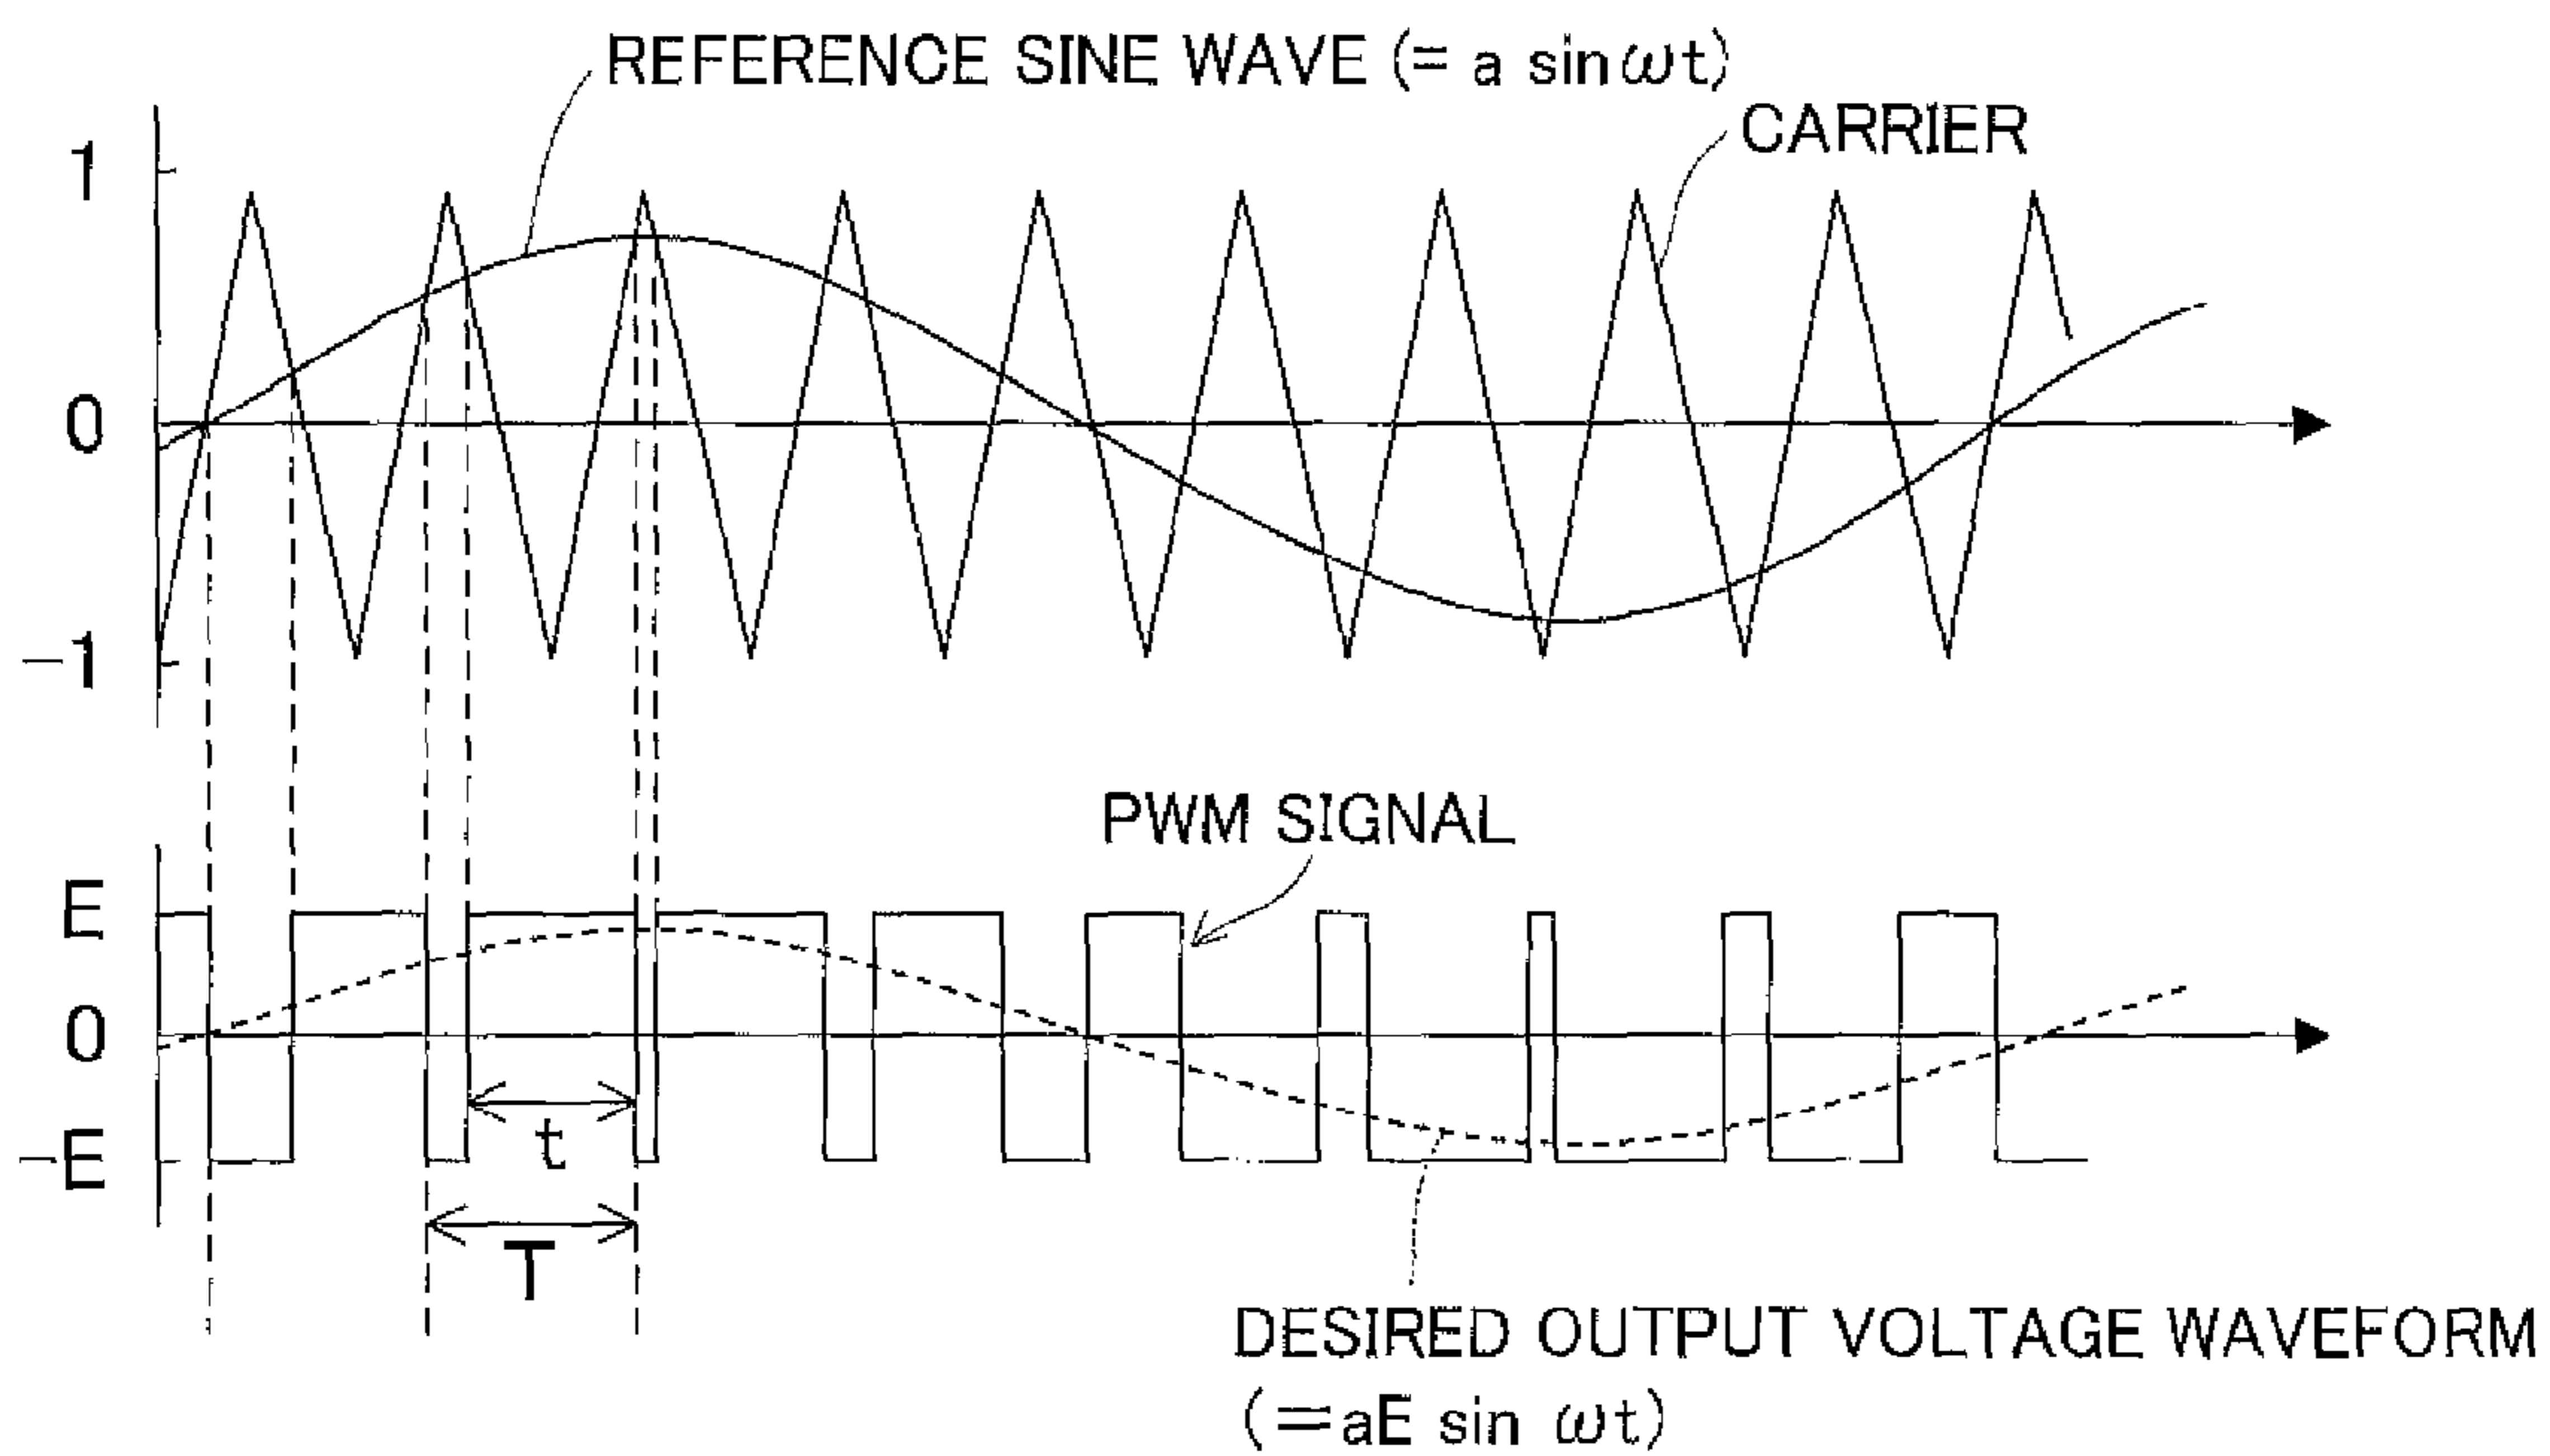 REFERENCE SINE WAVE (= a sinωt)
CARRIER
1
0
-1
PWM SIGNAL
E
0
-E
t
T
DESIRED OUTPUT VOLTAGE WAVEFORM
(=aE sin ωt)